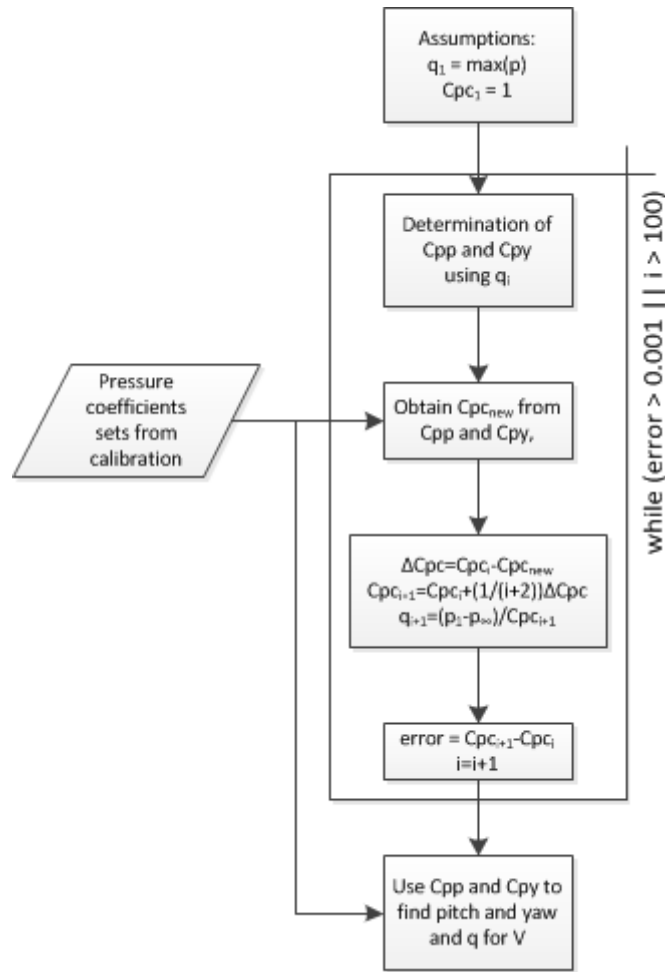 Assumptions:
q₁ = max(p)
Cpc₁ = 1
Determination of
Cpp and Cpy
using qᵢ
Pressure
coefficients
sets from
calibration
Obtain Cpcₙₑw from
Cpp and Cpy,
ΔCpc=Cpcᵢ-Cpcₙₑw
Cpcᵢ₊₁=Cpcᵢ+(1/(i+2))ΔCpc
qᵢ₊₁=(p₁-p∞)/Cpcᵢ₊₁
error = Cpcᵢ₊₁-Cpcᵢ
i=i+1
Use Cpp and Cpy to
find pitch and yaw
and q for V
while (error > 0.001 || i > 100)